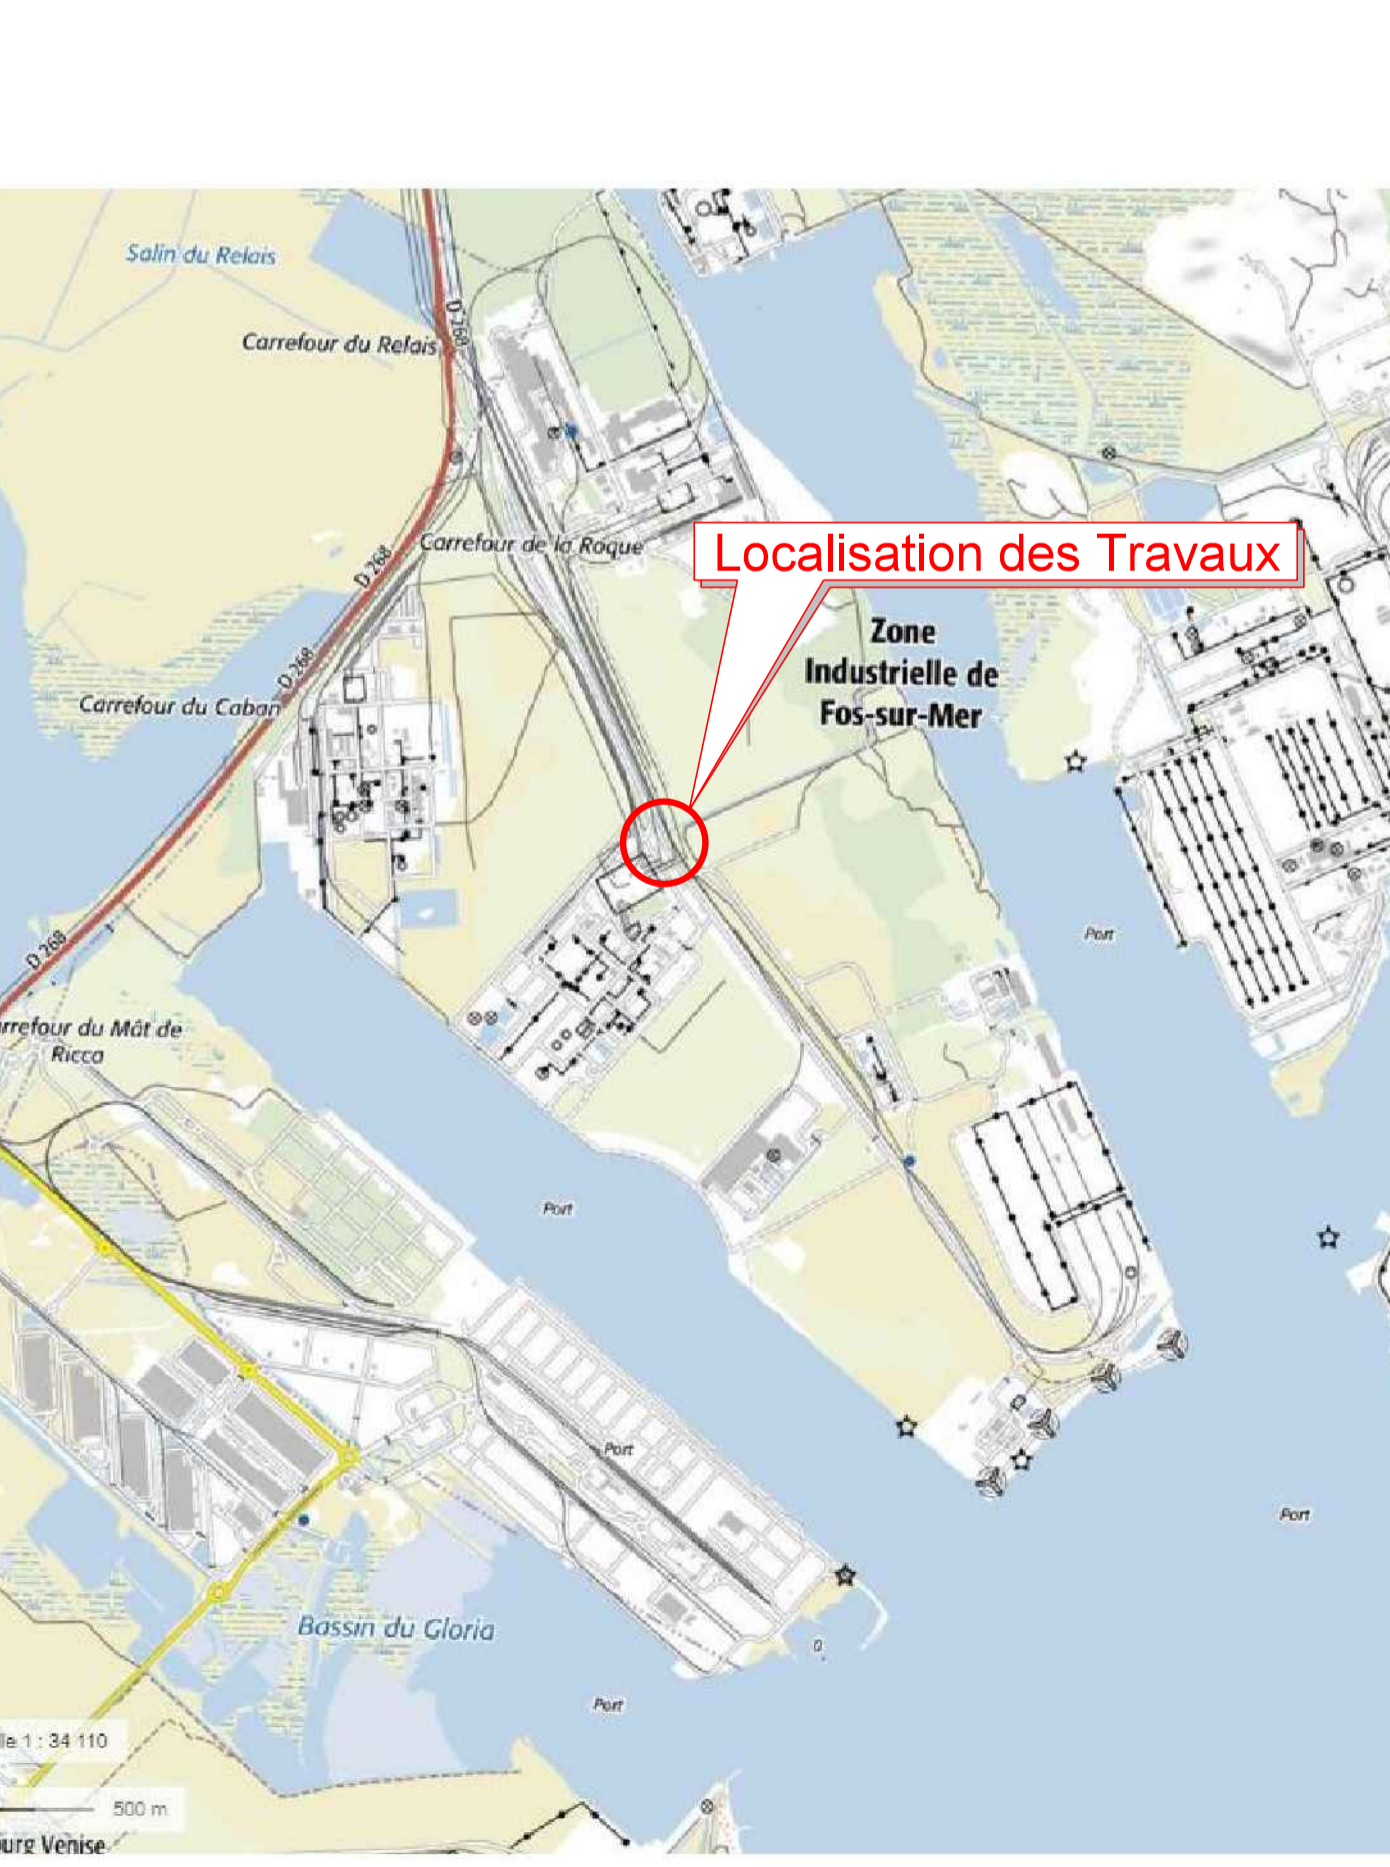 Salin du Relais
D 268
Carrefour du Relais
Carrefour de la Roque
Localisation des Travaux
D 268
Zone
Industrielle de
Fos-sur-Mer
D 268
Carrefour du Caban
Port
D 268
rrefour du Mât de
Ricca
Port
Port
Port
Bassin du Gloria
Port
lle 1 : 34 110
500 m
urg Venise